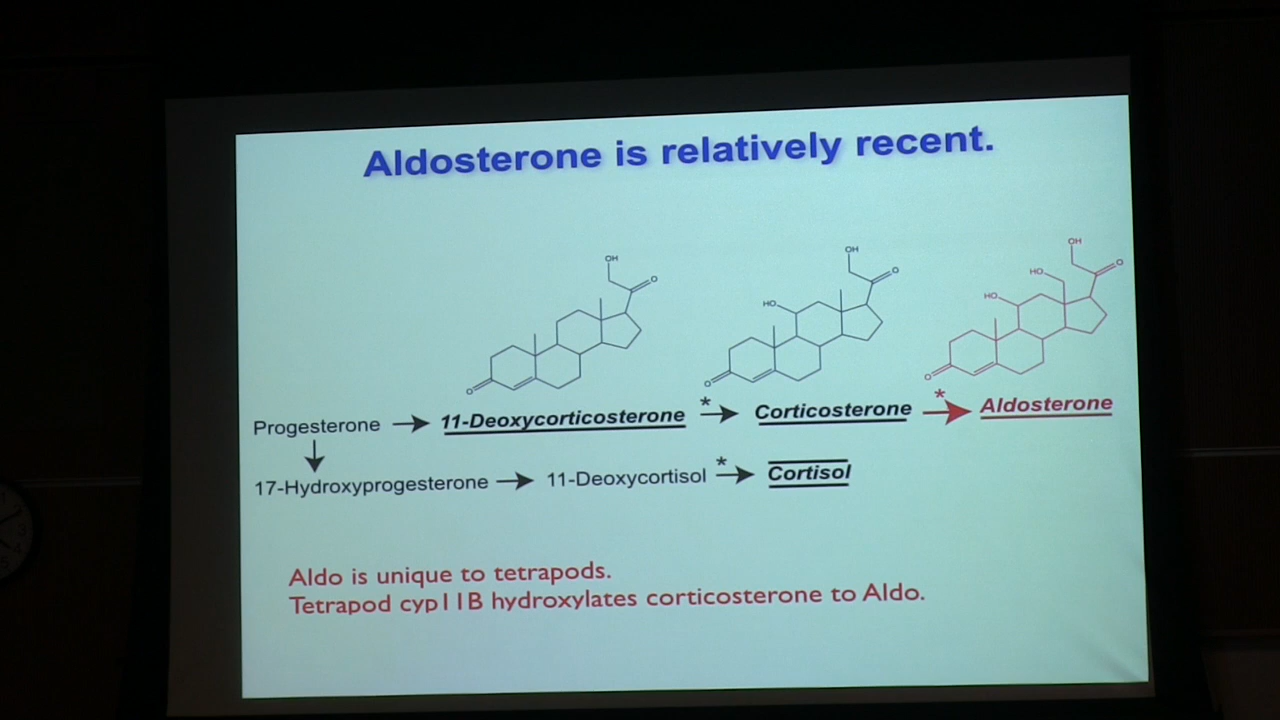 Aldosterone is relatively recent.
OH
O
O
OH
O
HO
O
OH
O
HO
HO
O
Progesterone → 11-Deoxycorticosterone * → Corticosterone * → Aldosterone
↓
17-Hydroxyprogesterone → 11-Deoxycortisol * → Cortisol
Aldo is unique to tetrapods.
Tetrapod cyp11B hydroxylates corticosterone to Aldo.